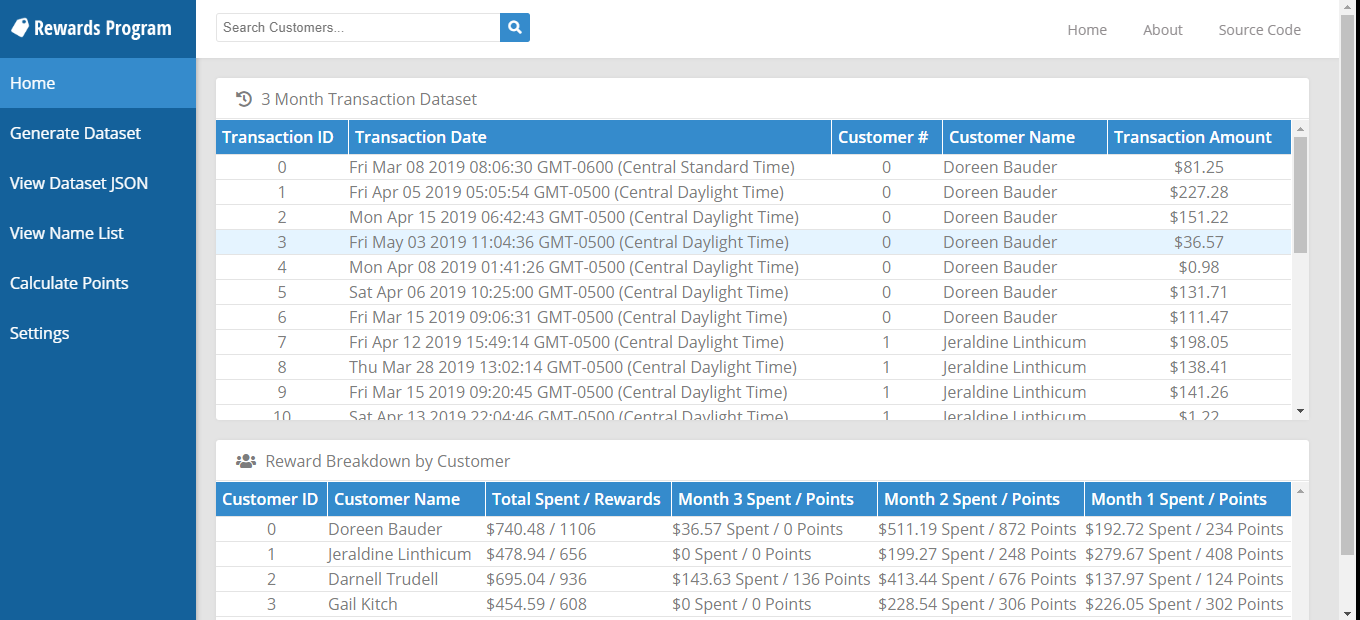 Rewards Program
Home About Source Code
Home
Generate Dataset
View Dataset JSON
View Name List
Calculate Points
Settings
Search Customers...
3 Month Transaction Dataset
Transaction ID Transaction Date Customer # Customer Name Transaction Amount
0 Fri Mar 08 2019 08:06:30 GMT-0600 (Central Standard Time) 0 Doreen Bauder $81.25
1 Fri Apr 05 2019 05:05:54 GMT-0500 (Central Daylight Time) 0 Doreen Bauder $227.28
2 Mon Apr 15 2019 06:42:43 GMT-0500 (Central Daylight Time) 0 Doreen Bauder $151.22
3 Fri May 03 2019 11:04:36 GMT-0500 (Central Daylight Time) 0 Doreen Bauder $36.57
4 Mon Apr 08 2019 01:41:26 GMT-0500 (Central Daylight Time) 0 Doreen Bauder $0.98
5 Sat Apr 06 2019 10:25:00 GMT-0500 (Central Daylight Time) 0 Doreen Bauder $131.71
6 Fri Mar 15 2019 09:06:31 GMT-0500 (Central Daylight Time) 0 Doreen Bauder $111.47
7 Fri Apr 12 2019 15:49:14 GMT-0500 (Central Daylight Time) 1 Jeraldine Linthicum $198.05
8 Thu Mar 28 2019 13:02:14 GMT-0500 (Central Daylight Time) 1 Jeraldine Linthicum $138.41
9 Fri Mar 15 2019 09:20:45 GMT-0500 (Central Daylight Time) 1 Jeraldine Linthicum $141.26
10 Sat Apr 13 2019 22:04:46 GMT-0500 (Central Daylight Time) 1 Jeraldine Linthicum $1.22
Reward Breakdown by Customer
Customer ID Customer Name Total Spent / Rewards Month 3 Spent / Points Month 2 Spent / Points Month 1 Spent / Points
0 Doreen Bauder $740.48 / 1106 $36.57 Spent / 0 Points $511.19 Spent / 872 Points $192.72 Spent / 234 Points
1 Jeraldine Linthicum $478.94 / 656 $0 Spent / 0 Points $199.27 Spent / 248 Points $279.67 Spent / 408 Points
2 Darnell Trudell $695.04 / 936 $143.63 Spent / 136 Points $413.44 Spent / 676 Points $137.97 Spent / 124 Points
3 Gail Kitch $454.59 / 608 $0 Spent / 0 Points $228.54 Spent / 306 Points $226.05 Spent / 302 Points